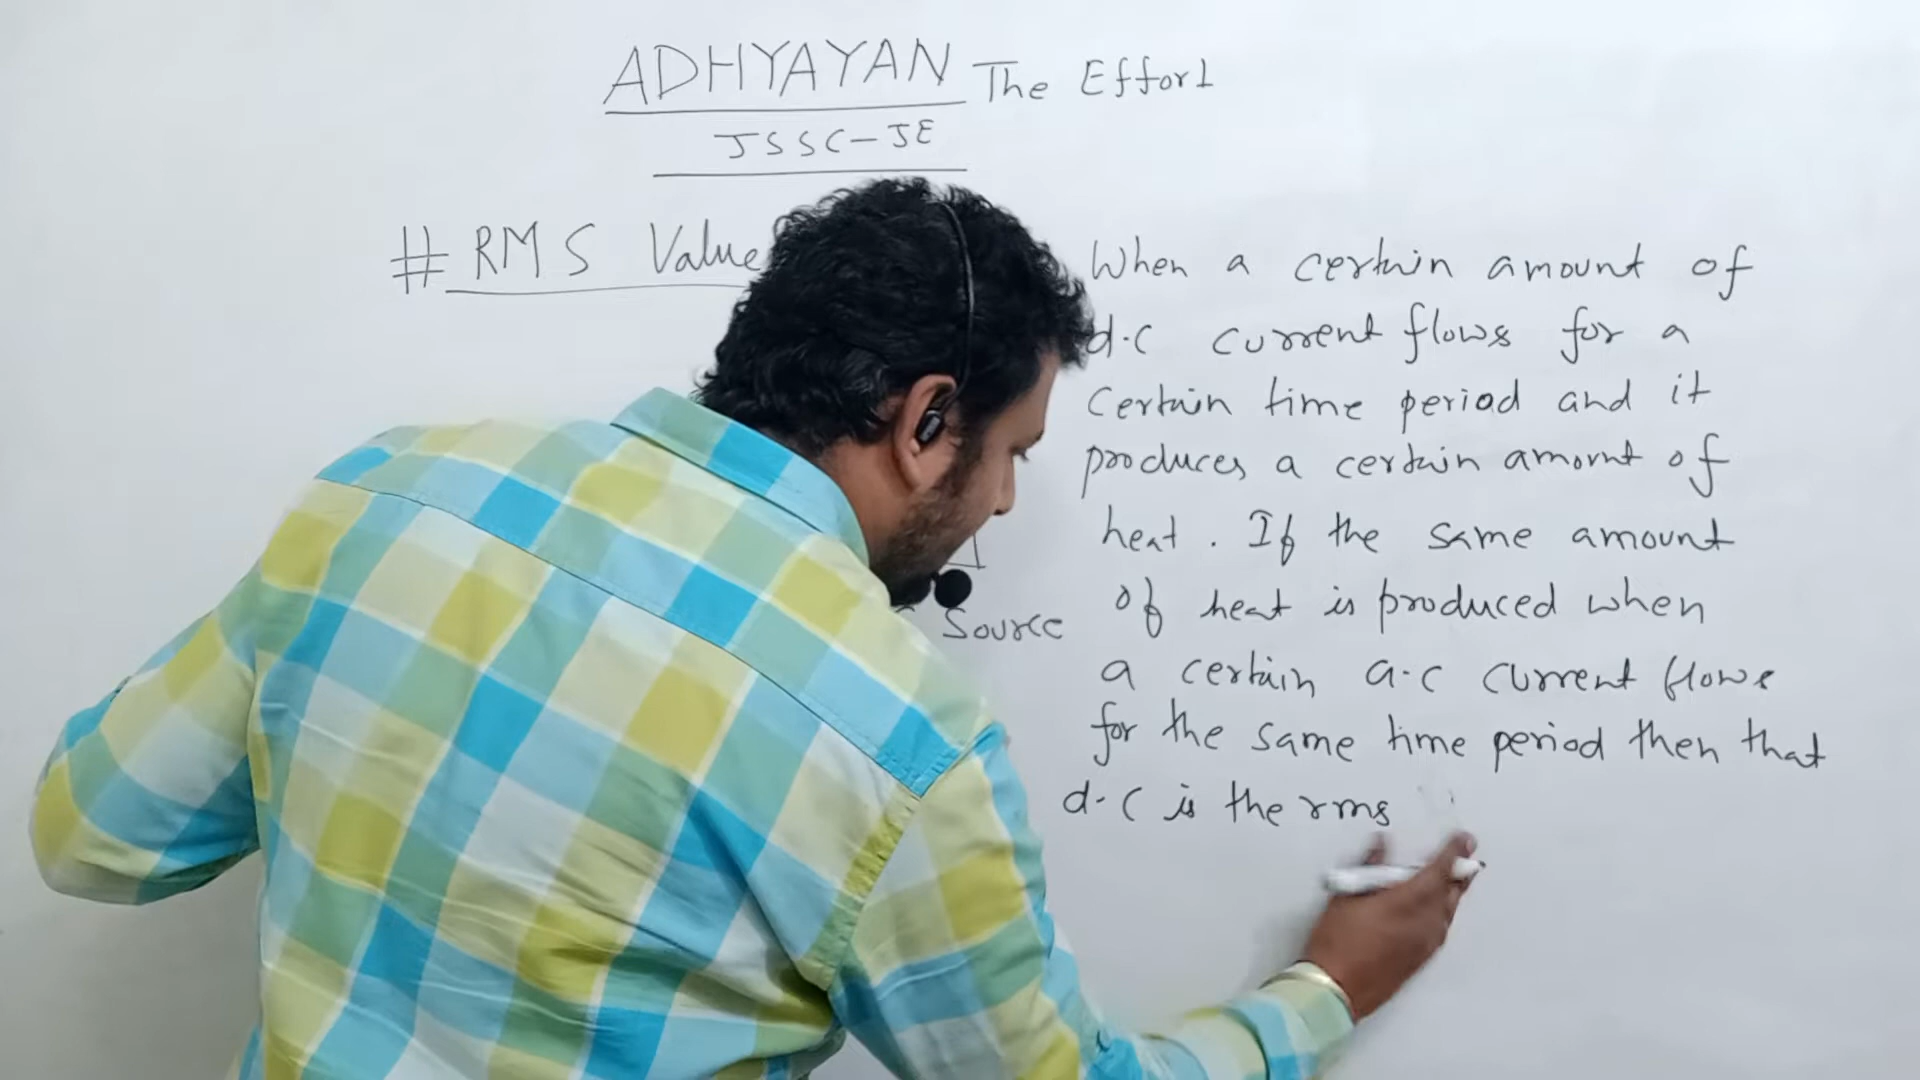 ADHYAYAN The Effort
JSSC-JE
# RMS Value
When a certain amount of
d.c current flows for a
certain time period and it
produces a certain amount of
heat. If the same amount
of heat is produced when
a certain a.c current flows
for the same time period then that
d.c is the rms
Source